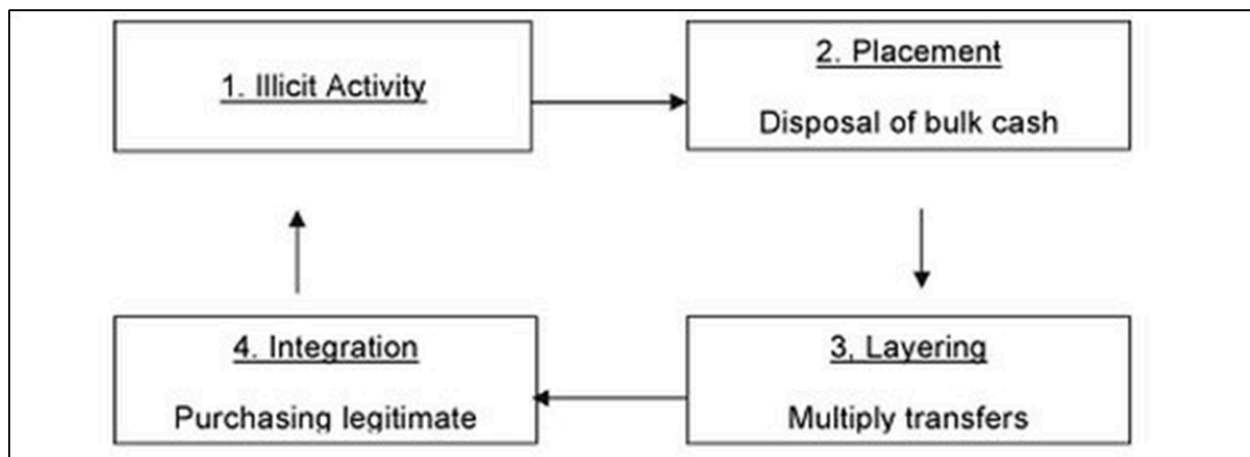 1. Illicit Activity
2. Placement
Disposal of bulk cash
3, Layering
Multiply transfers
4. Integration
Purchasing legitimate